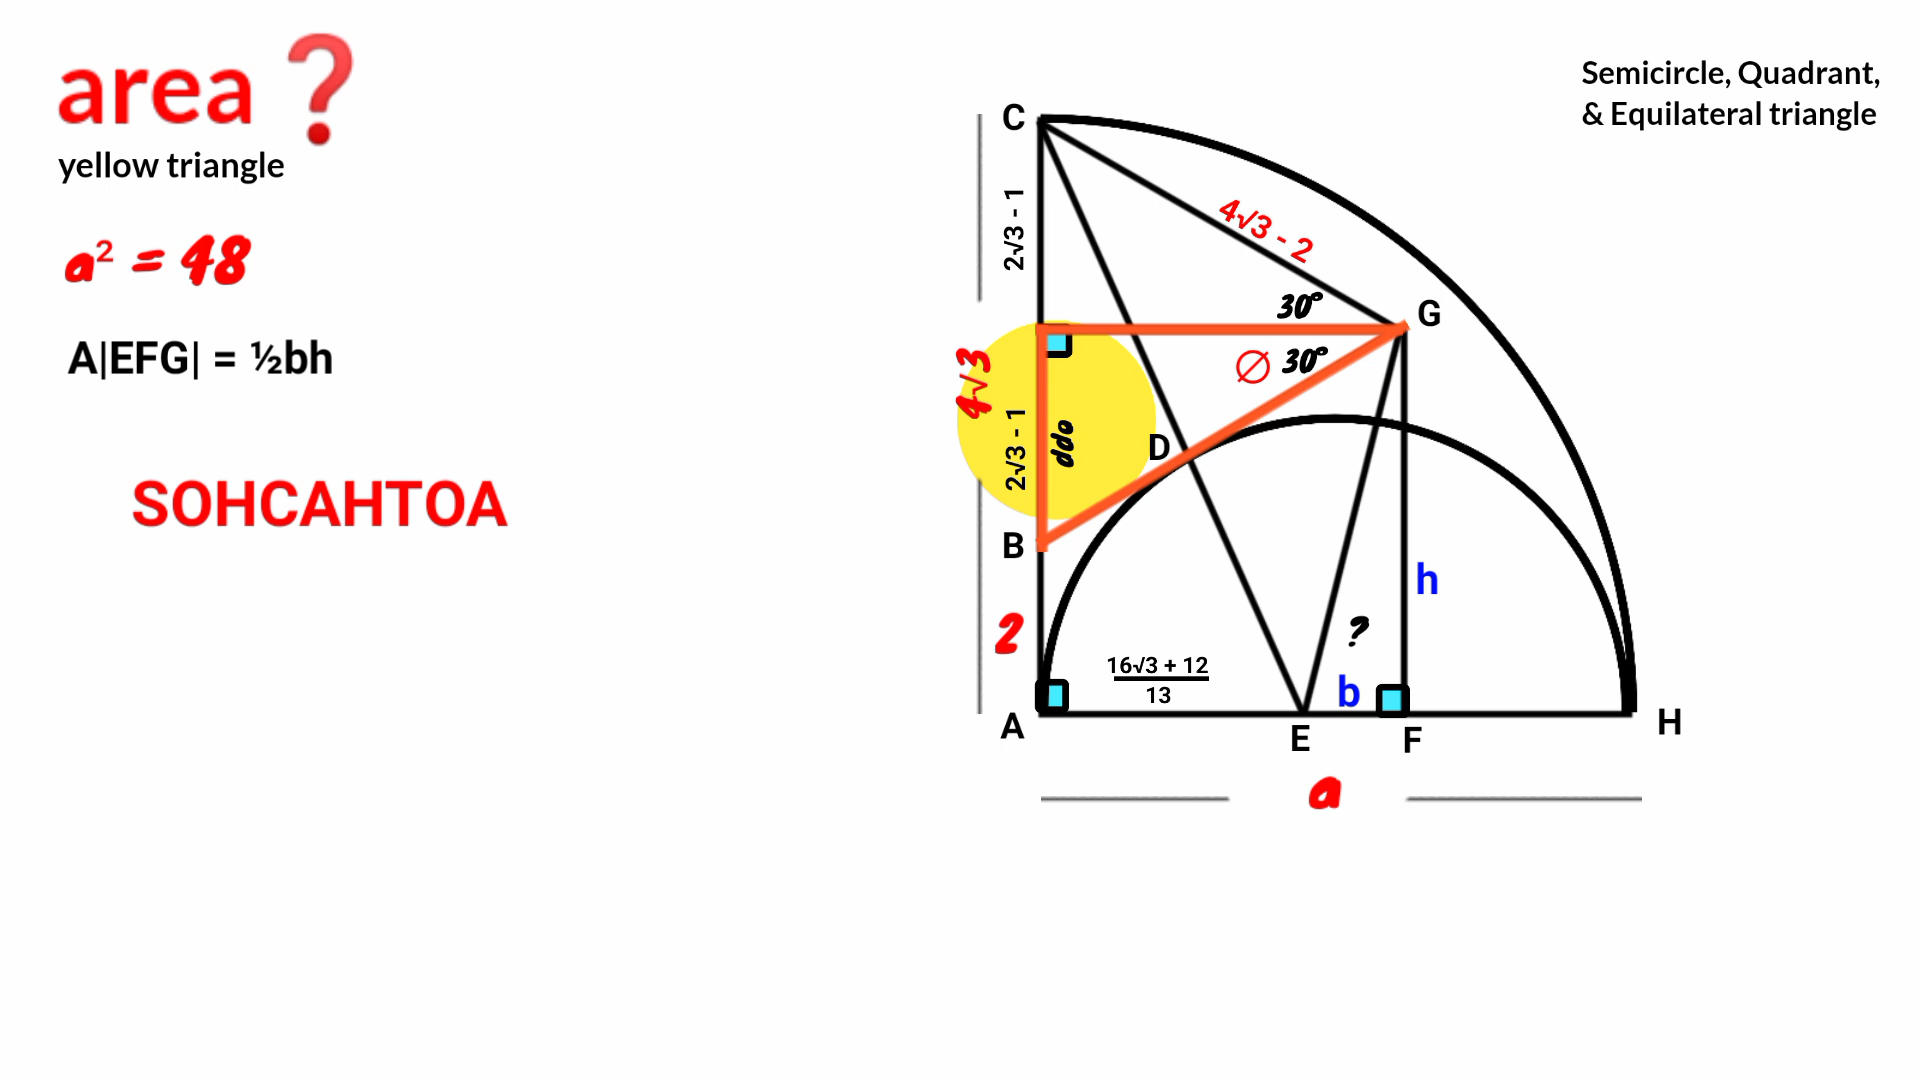 area ❓
yellow triangle
a² = 48
A|EFG| = ½bh
SOHCAHTOA
Semicircle, Quadrant,
& Equilateral triangle
C
2√3 - 1
4√3 - 2
30°
G
∅ 30°
4√3
2√3 - 1
opp
D
B
h
2
?
16√3 + 12
13
b
A
E
F
H
a